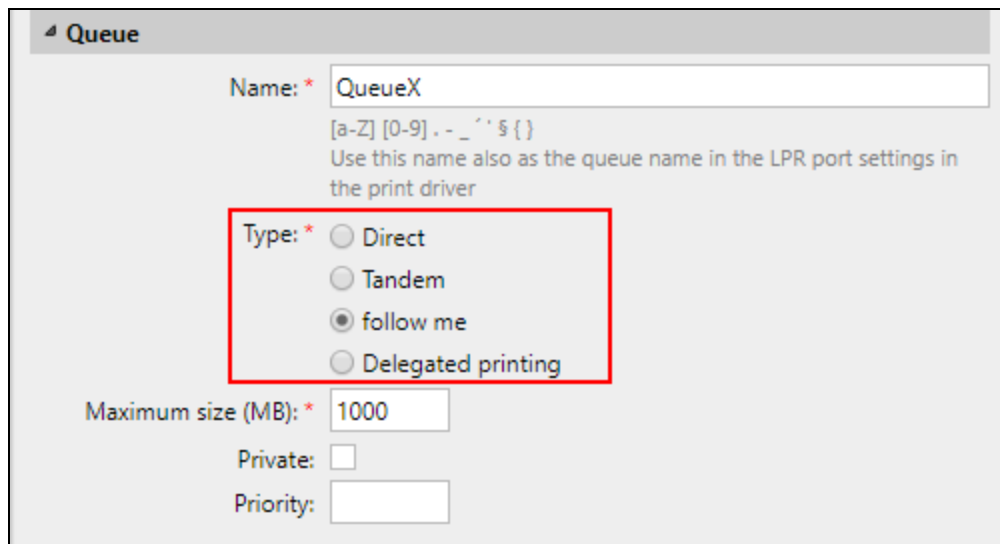 Queue
Name: * QueueX
[a-Z] [0-9] . - _ ´ ' § { }
Use this name also as the queue name in the LPR port settings in
the print driver
Type: * Direct
Tandem
follow me
Delegated printing
Maximum size (MB): * 1000
Private:
Priority: